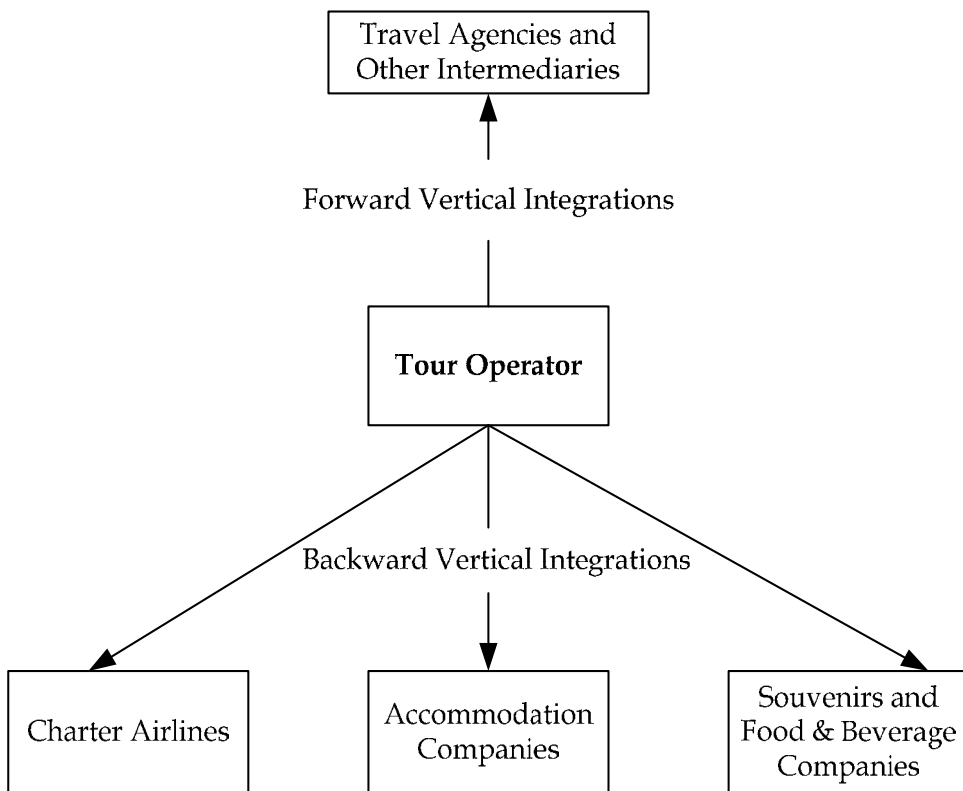 Travel Agencies and
Other Intermediaries
Forward Vertical Integrations
Tour Operator
Backward Vertical Integrations
Charter Airlines
Accommodation
Companies
Souvenirs and
Food & Beverage
Companies